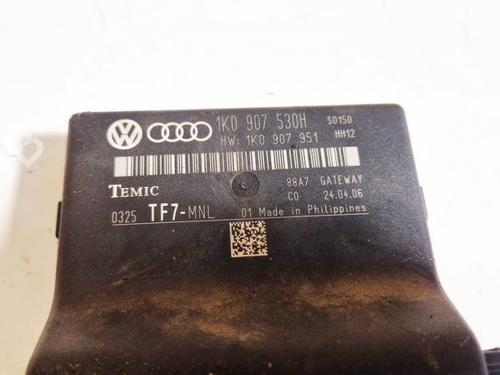 1K0 907 530H S0150
HW: 1K0 907 951 HH12
TEMIC 88A7 GATEWAY
C0 24.04.06
0325 TF7-MNL 01 Made in Philippines